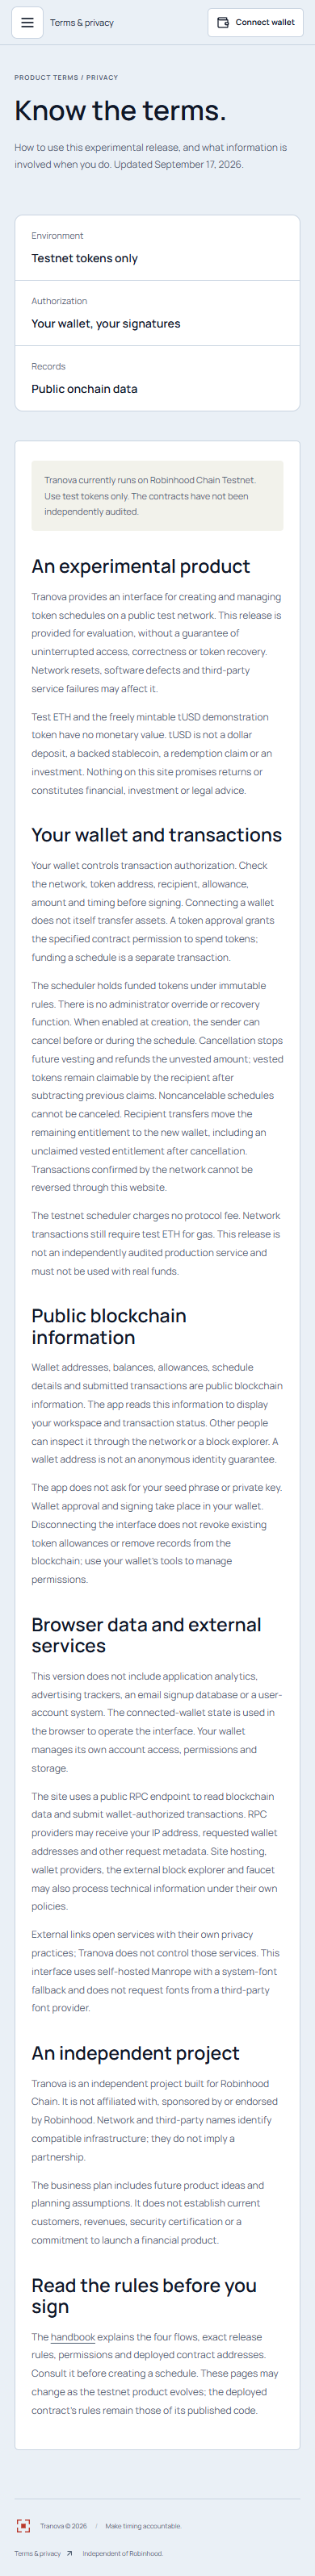 Terms & privacy
Connect wallet
PRODUCT TERMS / PRIVACY
Know the terms.
How to use this experimental release, and what information is
involved when you do. Updated September 17, 2026.
Environment
Testnet tokens only
Authorization
Your wallet, your signatures
Records
Public onchain data
Tranova currently runs on Robinhood Chain Testnet.
Use test tokens only. The contracts have not been
independently audited.
An experimental product
Tranova provides an interface for creating and managing
token schedules on a public test network. This release is
provided for evaluation, without a guarantee of
uninterrupted access, correctness or token recovery.
Network resets, software defects and third-party
service failures may affect it.
Test ETH and the freely mintable tUSD demonstration
token have no monetary value. tUSD is not a dollar
deposit, a backed stablecoin, a redemption claim or an
investment. Nothing on this site promises returns or
constitutes financial, investment or legal advice.
Your wallet and transactions
Your wallet controls transaction authorization. Check
the network, token address, recipient, allowance,
amount and timing before signing. Connecting a wallet
does not itself transfer assets. A token approval grants
the specified contract permission to spend tokens;
funding a schedule is a separate transaction.
The scheduler holds funded tokens under immutable
rules. There is no administrator override or recovery
function. When enabled at creation, the sender can
cancel before or during the schedule. Cancellation stops
future vesting and refunds the unvested amount; vested
tokens remain claimable by the recipient after
subtracting previous claims. Noncancelable schedules
cannot be canceled. Recipient transfers move the
remaining entitlement to the new wallet, including an
unclaimed vested entitlement after cancellation.
Transactions confirmed by the network cannot be
reversed through this website.
The testnet scheduler charges no protocol fee. Network
transactions still require test ETH for gas. This release is
not an independently audited production service and
must not be used with real funds.
Public blockchain
information
Wallet addresses, balances, allowances, schedule
details and submitted transactions are public blockchain
information. The app reads this information to display
your workspace and transaction status. Other people
can inspect it through the network or a block explorer. A
wallet address is not an anonymous identity guarantee.
The app does not ask for your seed phrase or private key.
Wallet approval and signing take place in your wallet.
Disconnecting the interface does not revoke existing
token allowances or remove records from the
blockchain; use your wallet's tools to manage
permissions.
Browser data and external
services
This version does not include application analytics,
advertising trackers, an email signup database or a user-
account system. The connected-wallet state is used in
the browser to operate the interface. Your wallet
manages its own account access, permissions and
storage.
The site uses a public RPC endpoint to read blockchain
data and submit wallet-authorized transactions. RPC
providers may receive your IP address, requested wallet
addresses and other request metadata. Site hosting,
wallet providers, the external block explorer and faucet
may also process technical information under their own
policies.
External links open services with their own privacy
practices; Tranova does not control those services. This
interface uses self-hosted Manrope with a system-font
fallback and does not request fonts from a third-party
font provider.
An independent project
Tranova is an independent project built for Robinhood
Chain. It is not affiliated with, sponsored by or endorsed
by Robinhood. Network and third-party names identify
compatible infrastructure; they do not imply a
partnership.
The business plan includes future product ideas and
planning assumptions. It does not establish current
customers, revenues, security certification or a
commitment to launch a financial product.
Read the rules before you
sign
The handbook explains the four flows, exact release
rules, permissions and deployed contract addresses.
Consult it before creating a schedule. These pages may
change as the testnet product evolves; the deployed
contract's rules remain those of its published code.
Tranova © 2026 / Make timing accountable.
Terms & privacy ↗ Independent of Robinhood.